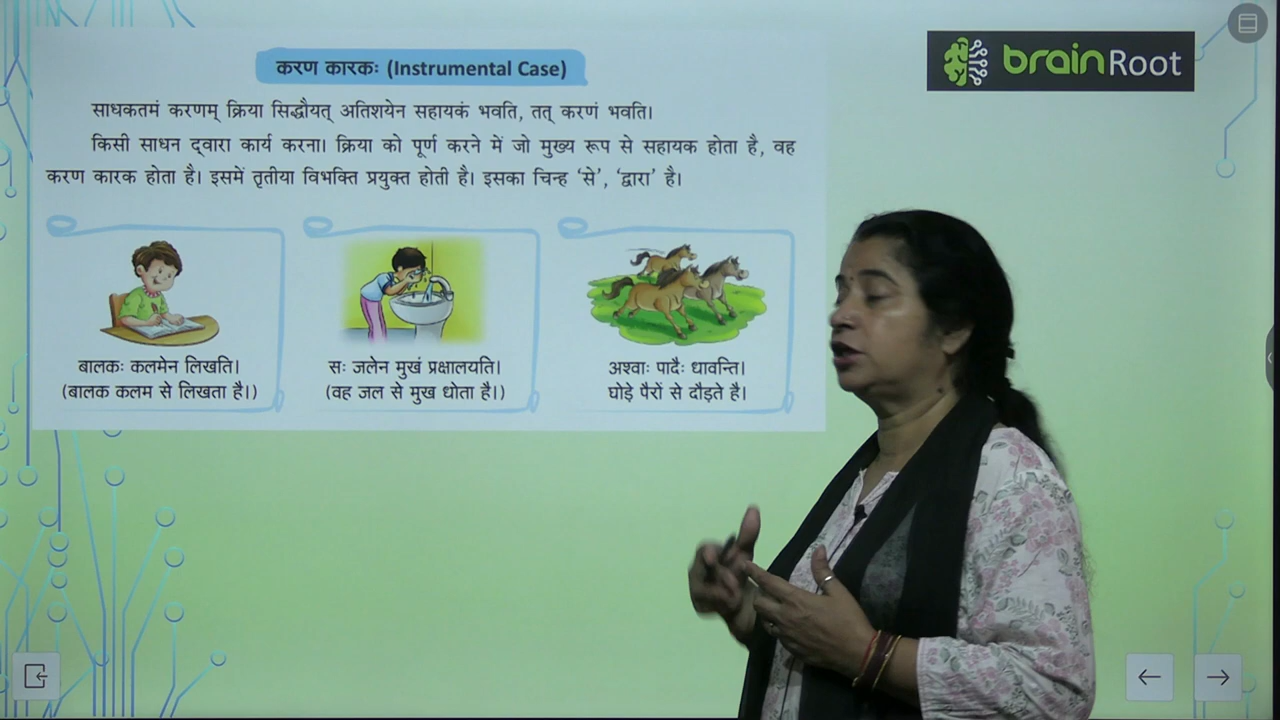 करण कारकः (Instrumental Case)
brainRoot
साधकतमं करणम् क्रिया सिद्धौयत् अतिशयेन सहायकं भवति, तत् करणं भवति।
किसी साधन द्वारा कार्य करना। क्रिया को पूर्ण करने में जो मुख्य रूप से सहायक होता है, वह
करण कारक होता है। इसमें तृतीया विभक्ति प्रयुक्त होती है। इसका चिन्ह ‘से’, ‘द्वारा’ है।
बालकः कलमेन लिखति।
(बालक कलम से लिखता है।)
सः जलेन मुखं प्रक्षालयति।
(वह जल से मुख धोता है।)
अश्वाः पादैः धावन्ति।
घोड़े पैरों से दौड़ते है।